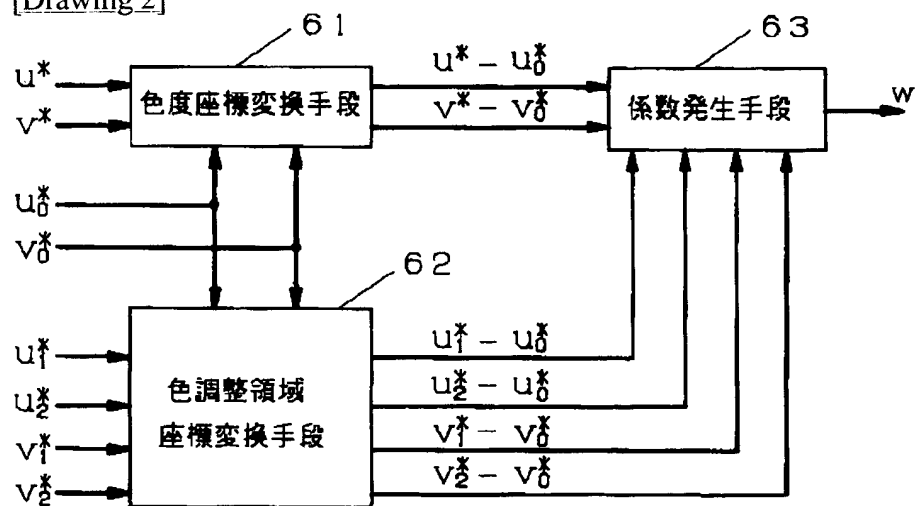 [Drawing 2]
61
63
u* u* − u₀*
色度座標変換手段
係数発生手段
w
v* v* − v₀*
u₀*
v₀*
62
u₁* u₁* − u₀*
色調整領域
u₂* u₂* − u₀*
座標変換手段
v₁* v₁* − v₀*
v₂* v₂* − v₀*